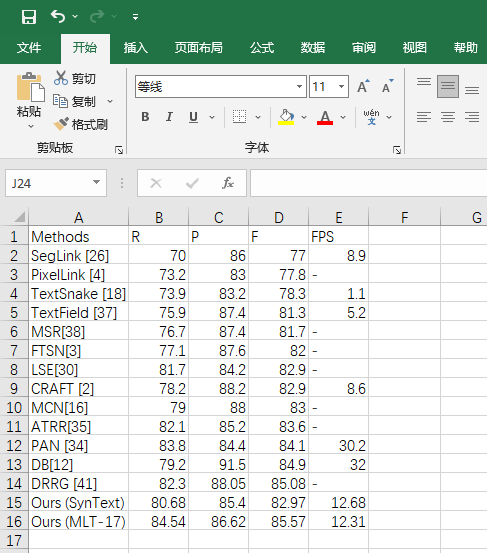 文件 开始 插入 页面布局 公式 数据 审阅 视图 帮助
剪切
复制
格式刷
粘贴
等线 11 A A
B I U A wén 文
剪贴板 字体
J24 fx
A B C D E F G
1 Methods R P F FPS
2 SegLink [26] 70 86 77 8.9
3 PixelLink [4] 73.2 83 77.8 -
4 TextSnake [18] 73.9 83.2 78.3 1.1
5 TextField [37] 75.9 87.4 81.3 5.2
6 MSR[38] 76.7 87.4 81.7 -
7 FTSN[3] 77.1 87.6 82 -
8 LSE[30] 81.7 84.2 82.9 -
9 CRAFT [2] 78.2 88.2 82.9 8.6
10 MCN[16] 79 88 83 -
11 ATRR[35] 82.1 85.2 83.6 -
12 PAN [34] 83.8 84.4 84.1 30.2
13 DB[12] 79.2 91.5 84.9 32
14 DRRG [41] 82.3 88.05 85.08 -
15 Ours (SynText) 80.68 85.4 82.97 12.68
16 Ours (MLT-17) 84.54 86.62 85.57 12.31
17